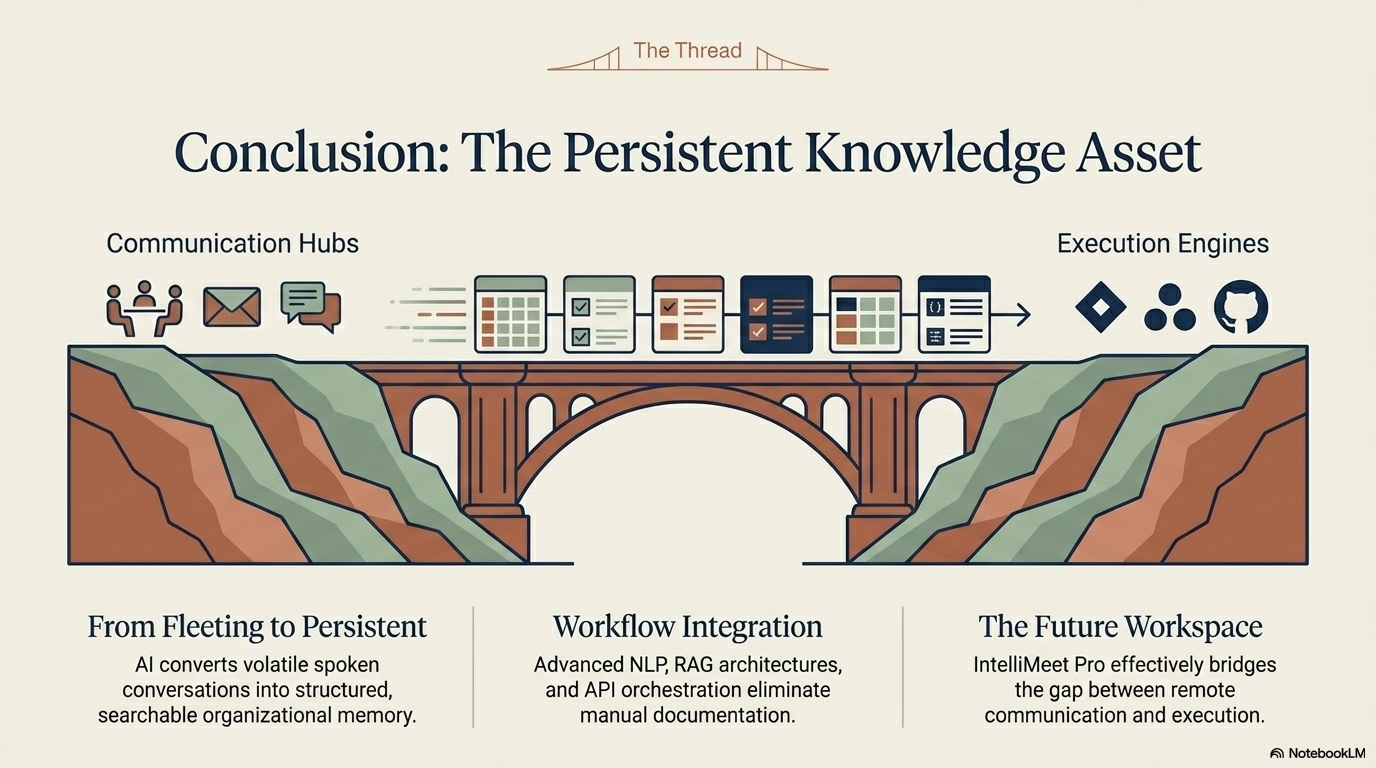 The Thread
Conclusion: The Persistent Knowledge Asset
Communication Hubs
Execution Engines
From Fleeting to Persistent
AI converts volatile spoken
conversations into structured,
searchable organizational memory.
Workflow Integration
Advanced NLP, RAG architectures,
and API orchestration eliminate
manual documentation.
The Future Workspace
IntelliMeet Pro effectively bridges
the gap between remote
communication and execution.
NotebookLM